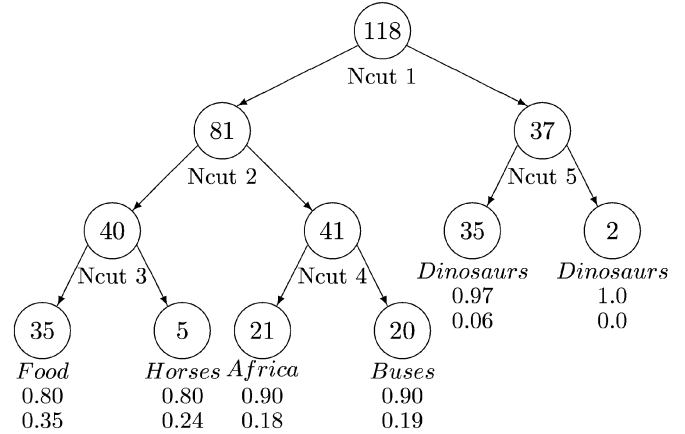 118
Ncut 1
81
37
Ncut 2
Ncut 5
40
41
35
2
Ncut 3
Ncut 4
Dinosaurs
Dinosaurs
0.97
1.0
0.06
0.0
35
5
21
20
Food
Horses
Africa
Buses
0.80
0.80
0.90
0.90
0.35
0.24
0.18
0.19